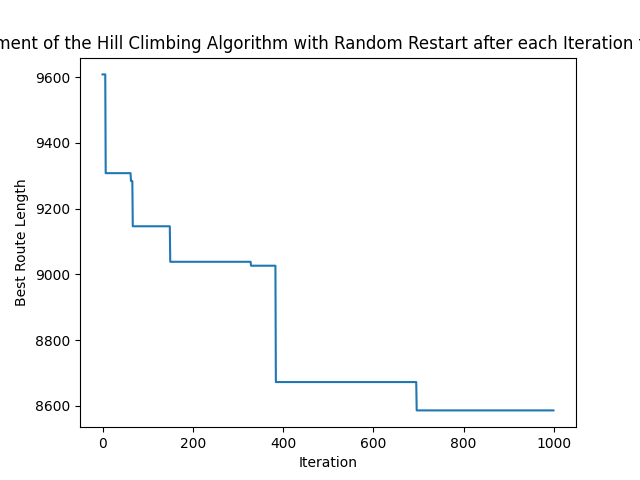 ment of the Hill Climbing Algorithm with Random Restart after each Iteration
9600
9400
9200
9000
8800
8600
Best Route Length
0 200 400 600 800 1000
Iteration